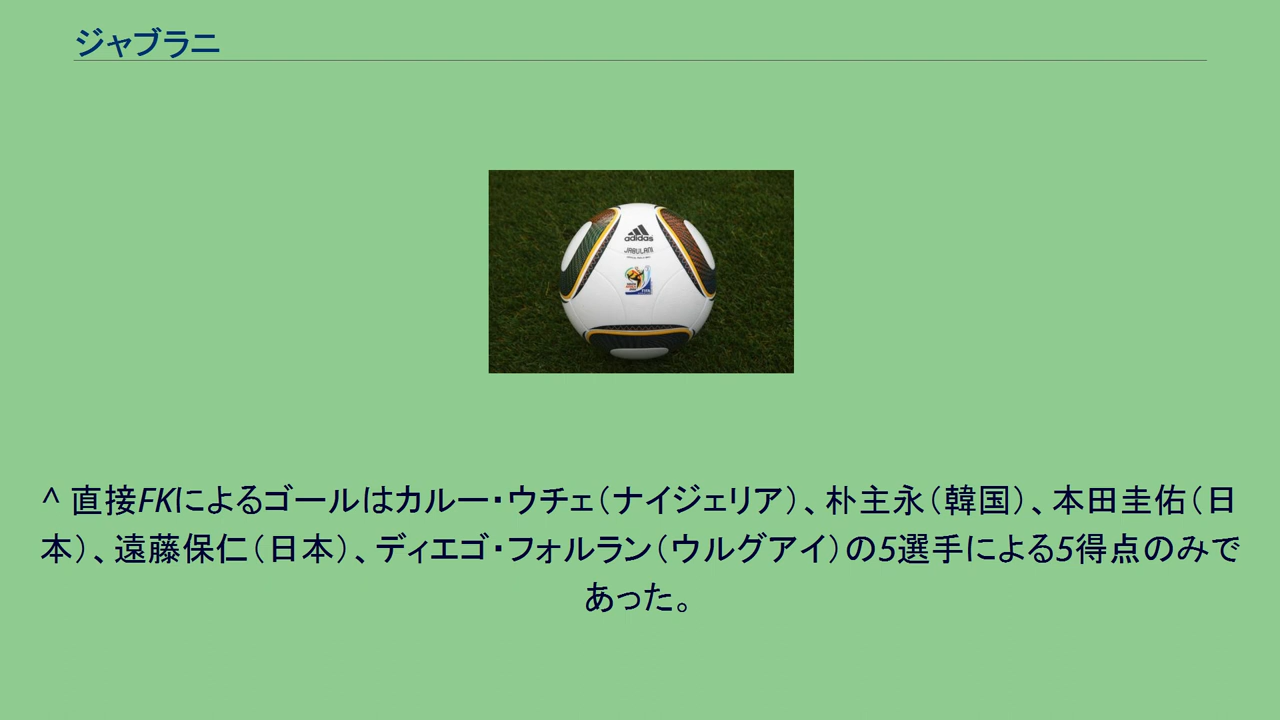 ジャブラニ
adidas
JABULANI
^ 直接FKによるゴールはカルー・ウチェ（ナイジェリア）、朴主永（韓国）、本田圭佑（日
本）、遠藤保仁（日本）、ディエゴ・フォルラン（ウルグアイ）の5選手による5得点のみで
あった。